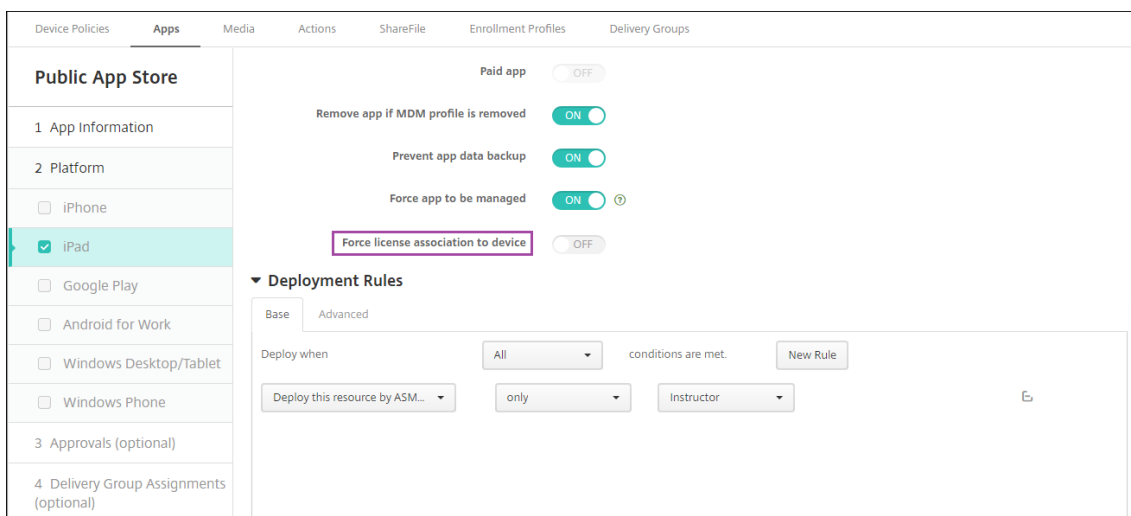 Device Policies Apps Media Actions ShareFile Enrollment Profiles Delivery Groups
Public App Store
1 App Information
2 Platform
iPhone
iPad
Google Play
Android for Work
Windows Desktop/Tablet
Windows Phone
3 Approvals (optional)
4 Delivery Group Assignments
(optional)
Paid app OFF
Remove app if MDM profile is removed ON
Prevent app data backup ON
Force app to be managed ON ?
Force license association to device OFF
Deployment Rules
Base Advanced
Deploy when All conditions are met. New Rule
Deploy this resource by ASM... only Instructor